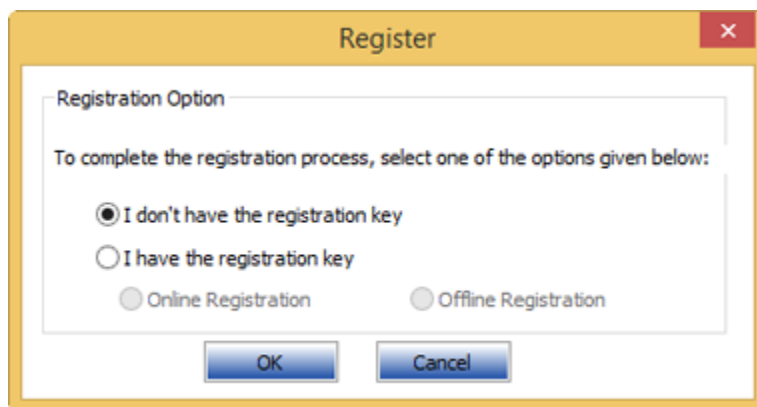 Register
Registration Option
To complete the registration process, select one of the options given below:
I don't have the registration key
I have the registration key
Online Registration Offline Registration
OK Cancel